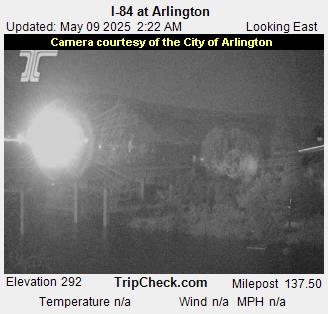 I-84 at Arlington
Updated: May 09 2025 2:22 AM Looking East
Camera courtesy of the City of Arlington
Elevation 292 TripCheck.com Milepost 137.50
Temperature n/a Wind n/a MPH n/a